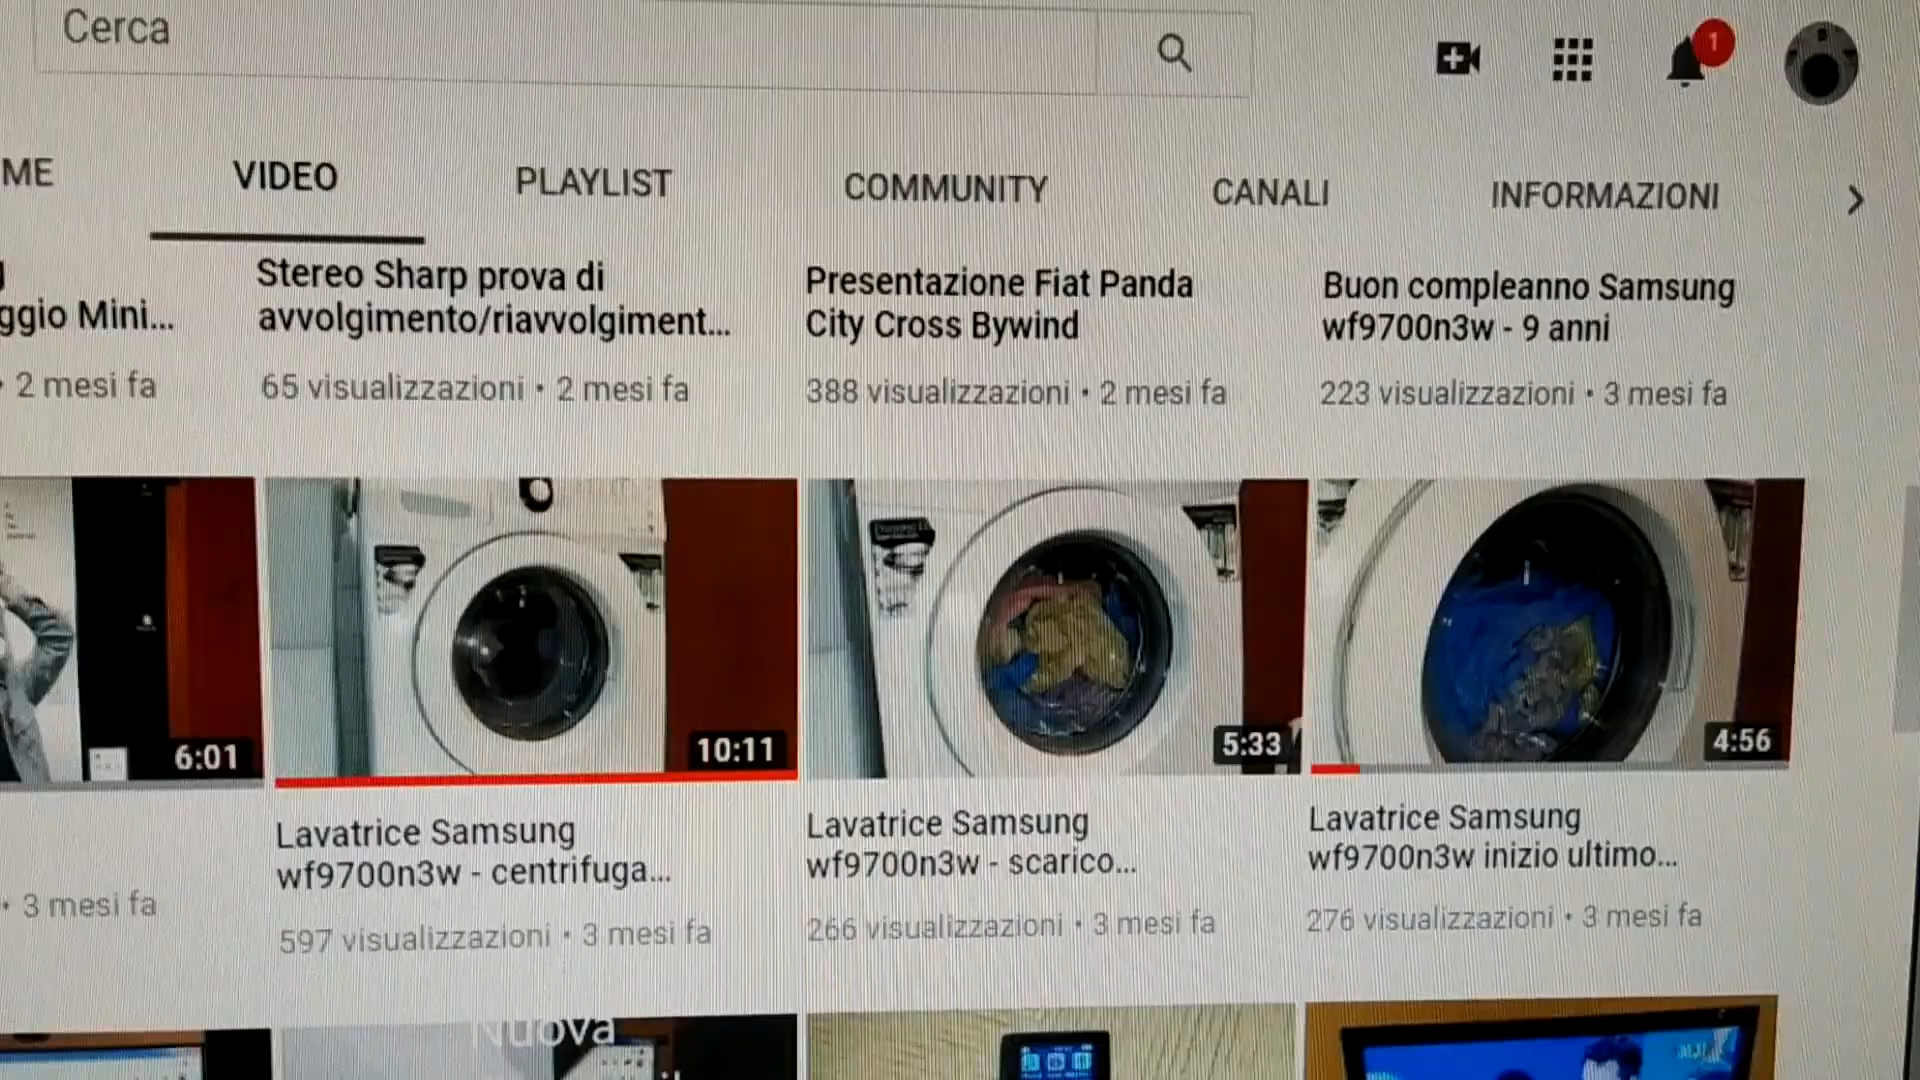 Cerca
1
ME
VIDEO
PLAYLIST
COMMUNITY
CANALI
INFORMAZIONI
ggio Mini...
2 mesi fa
Stereo Sharp prova di
avvolgimento/riavvolgiment...
65 visualizzazioni • 2 mesi fa
Presentazione Fiat Panda
City Cross Bywind
388 visualizzazioni • 2 mesi fa
Buon compleanno Samsung
wf9700n3w - 9 anni
223 visualizzazioni • 3 mesi fa
6:01
10:11
5:33
4:56
• 3 mesi fa
Lavatrice Samsung
wf9700n3w - centrifuga...
597 visualizzazioni • 3 mesi fa
Lavatrice Samsung
wf9700n3w - scarico...
266 visualizzazioni • 3 mesi fa
Lavatrice Samsung
wf9700n3w inizio ultimo...
276 visualizzazioni • 3 mesi fa
Nuova